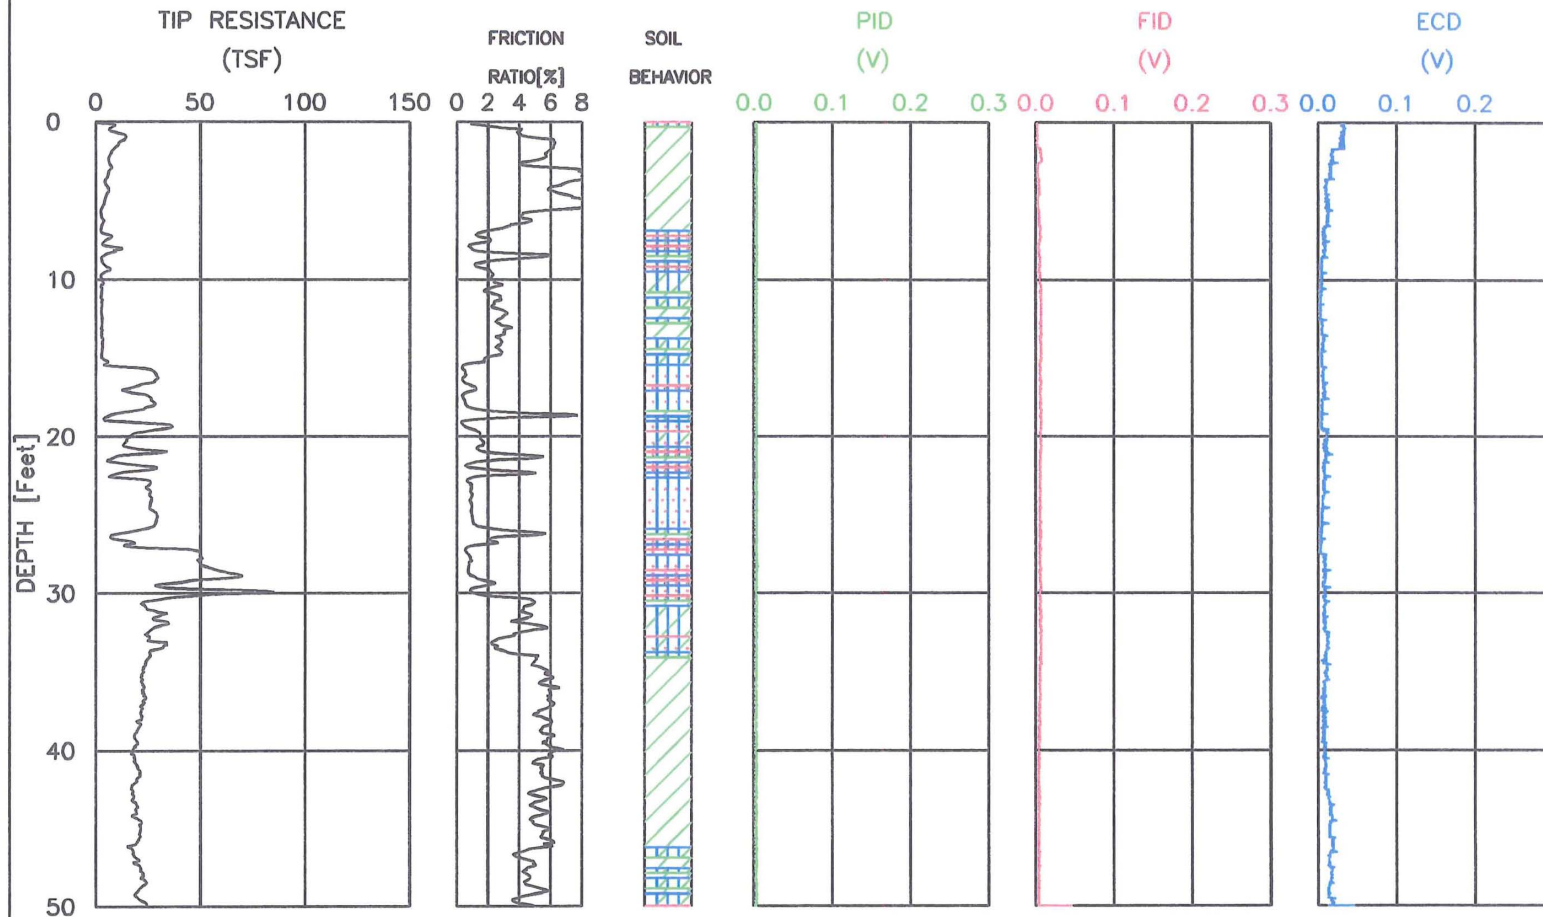 TIP RESISTANCE
(TSF)
0 50 100 150
FRICTION
RATIO[%]
0 2 4 6 8
SOIL
BEHAVIOR
PID
(V)
0.0 0.1 0.2 0.3
FID
(V)
0.0 0.1 0.2 0.3
ECD
(V)
0.0 0.1 0.2
DEPTH [Feet]
0
10
20
30
40
50